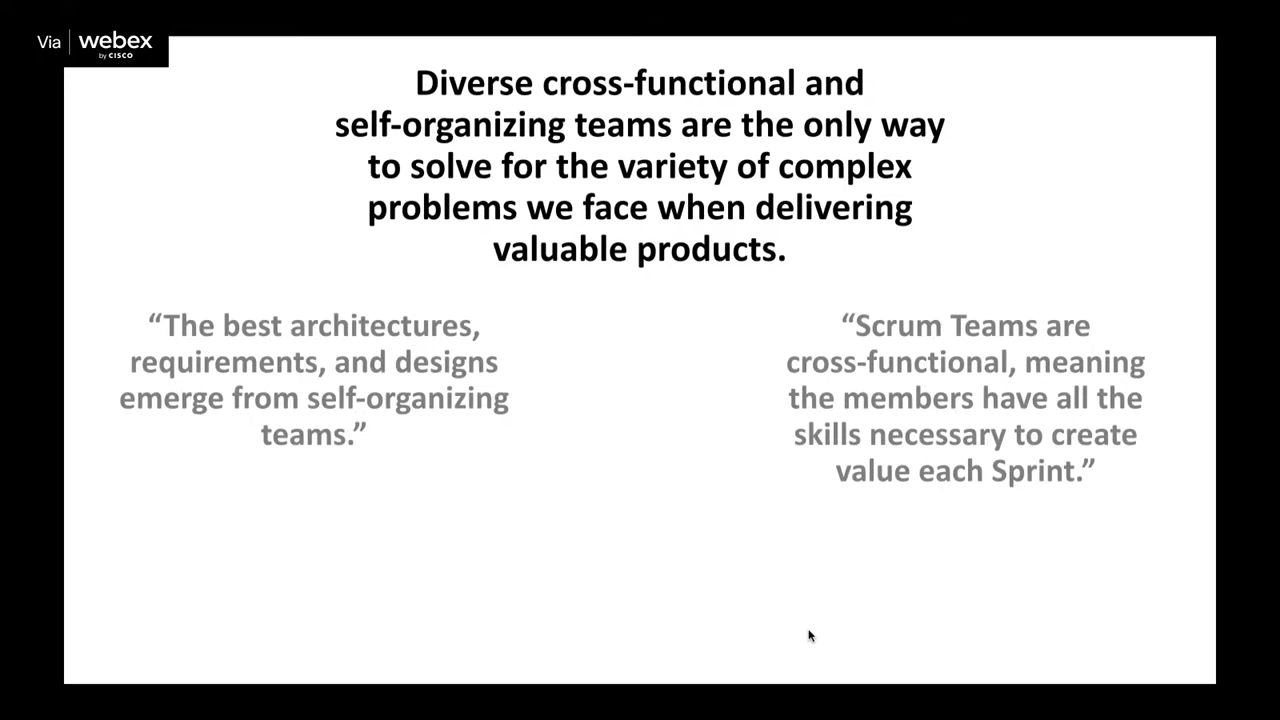 Via webex
by CISCO
Diverse cross-functional and
self-organizing teams are the only way
to solve for the variety of complex
problems we face when delivering
valuable products.
“The best architectures,
requirements, and designs
emerge from self-organizing
teams.”
“Scrum Teams are
cross-functional, meaning
the members have all the
skills necessary to create
value each Sprint.”